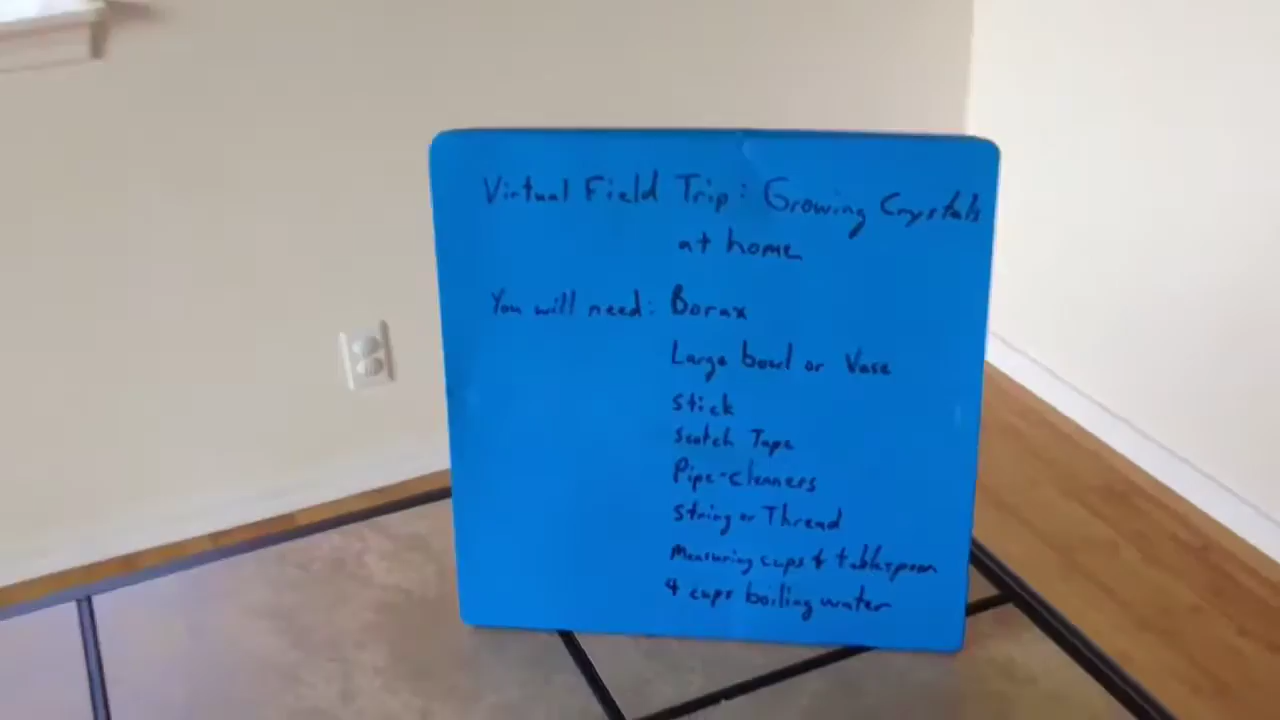 Virtual Field Trip: Growing Crystals
at home
You will need: Borax
Large bowl or Vase
Stick
Scotch Tape
Pipe-cleaners
String or Thread
Measuring cups & tablespoon
4 cups boiling water